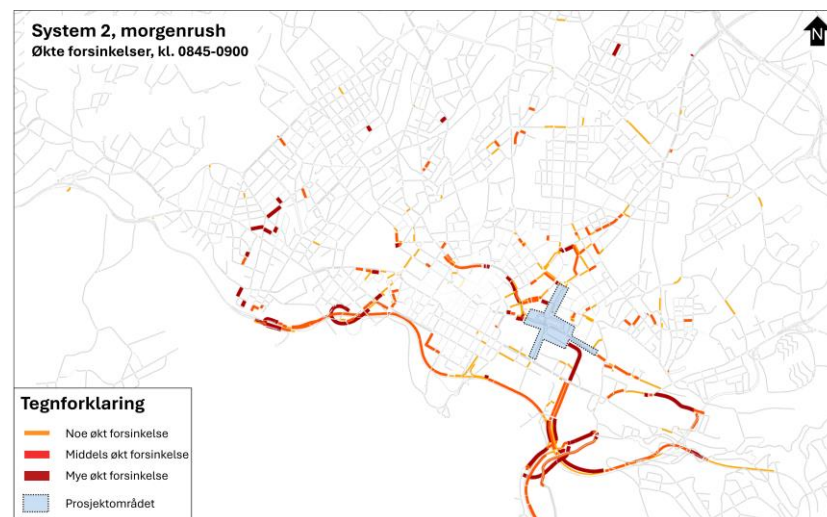 System 2, morgenrush
Økte forsinkelser, kl. 0845-0900
N
Tegnforklaring
Noe økt forsinkelse
Middels økt forsinkelse
Mye økt forsinkelse
Prosjektområdet